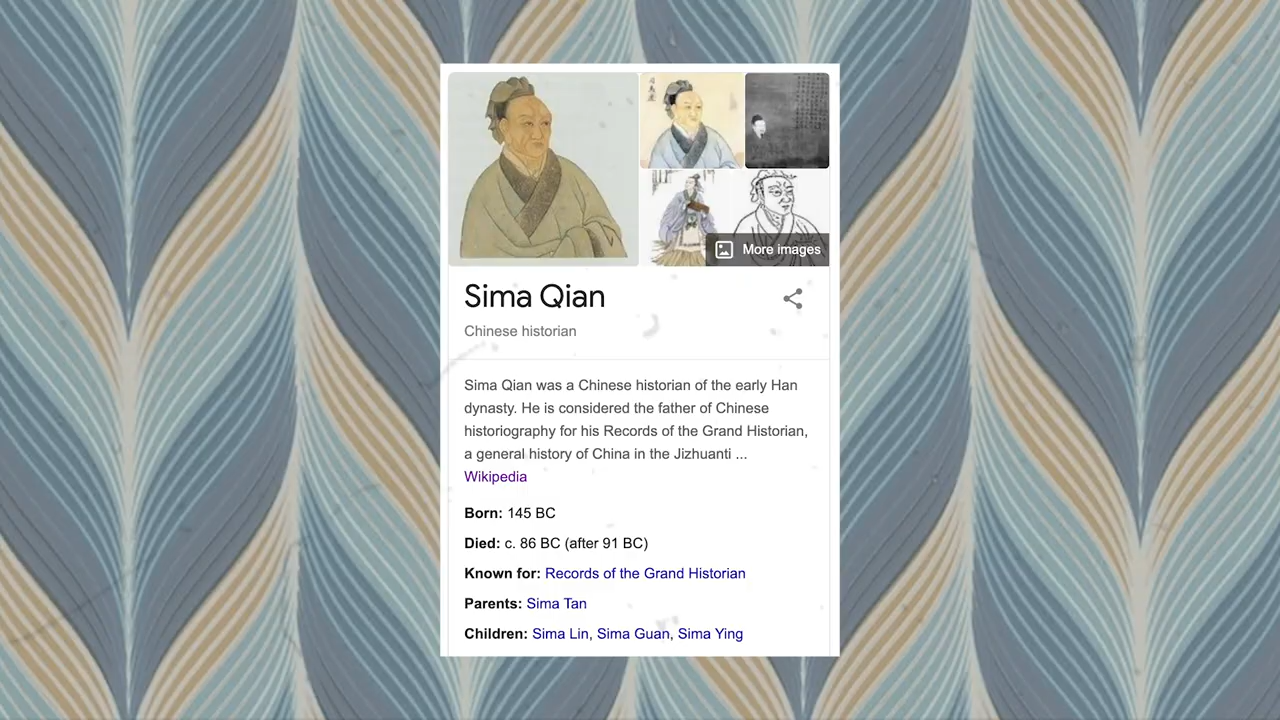 More images
Sima Qian
Chinese historian
Sima Qian was a Chinese historian of the early Han
dynasty. He is considered the father of Chinese
historiography for his Records of the Grand Historian,
a general history of China in the Jizhuanti ...
Wikipedia
Born: 145 BC
Died: c. 86 BC (after 91 BC)
Known for: Records of the Grand Historian
Parents: Sima Tan
Children: Sima Lin, Sima Guan, Sima Ying